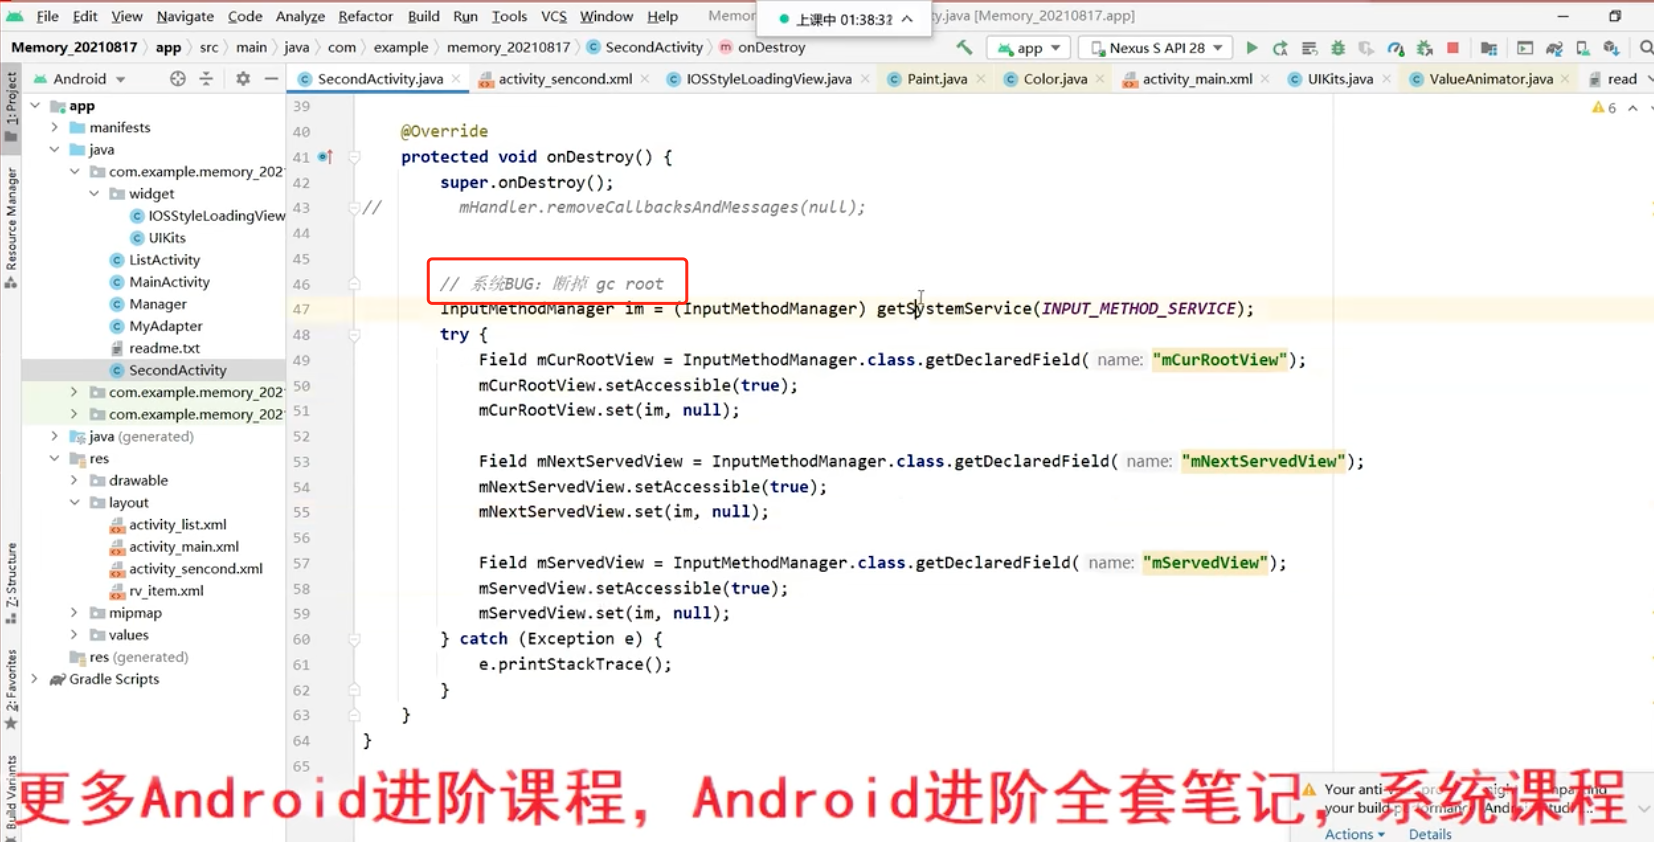 File Edit View Navigate Code Analyze Refactor Build Run Tools VCS Window Help Memor
上课中 01:38:32
y.java [Memory_20210817.app]
Memory_20210817 app src main java com example memory_20210817 SecondActivity onDestroy
app Nexus S API 28
Android
SecondActivity.java activity_sencond.xml IOSStyleLoadingView.java Paint.java Color.java activity_main.xml UIKits.java ValueAnimator.java read
1: Project
Resource Manager
Z: Structure
2: Favorites
Build Variants
app
manifests
java
com.example.memory_202
widget
IOSStyleLoadingView
UIKits
ListActivity
MainActivity
Manager
MyAdapter
readme.txt
SecondActivity
com.example.memory_202
com.example.memory_202
java (generated)
res
drawable
layout
activity_list.xml
activity_main.xml
activity_sencond.xml
rv_item.xml
mipmap
values
res (generated)
Gradle Scripts
6
39
40 @Override
41 protected void onDestroy() {
42 super.onDestroy();
43 // mHandler.removeCallbacksAndMessages(null);
44
45
46 // 系统BUG: 断掉 gc root
47 InputMethodManager im = (InputMethodManager) getSystemService(INPUT_METHOD_SERVICE);
48 try {
49 Field mCurRootView = InputMethodManager.class.getDeclaredField( name: "mCurRootView");
50 mCurRootView.setAccessible(true);
51 mCurRootView.set(im, null);
52
53 Field mNextServedView = InputMethodManager.class.getDeclaredField( name: "mNextServedView");
54 mNextServedView.setAccessible(true);
55 mNextServedView.set(im, null);
56
57 Field mServedView = InputMethodManager.class.getDeclaredField( name: "mServedView");
58 mServedView.setAccessible(true);
59 mServedView.set(im, null);
60 } catch (Exception e) {
61 e.printStackTrace();
62 }
63 }
64 }
65
更多Android进阶课程，Android进阶全套笔记，系统课程
Your anti
your build
Actions Details